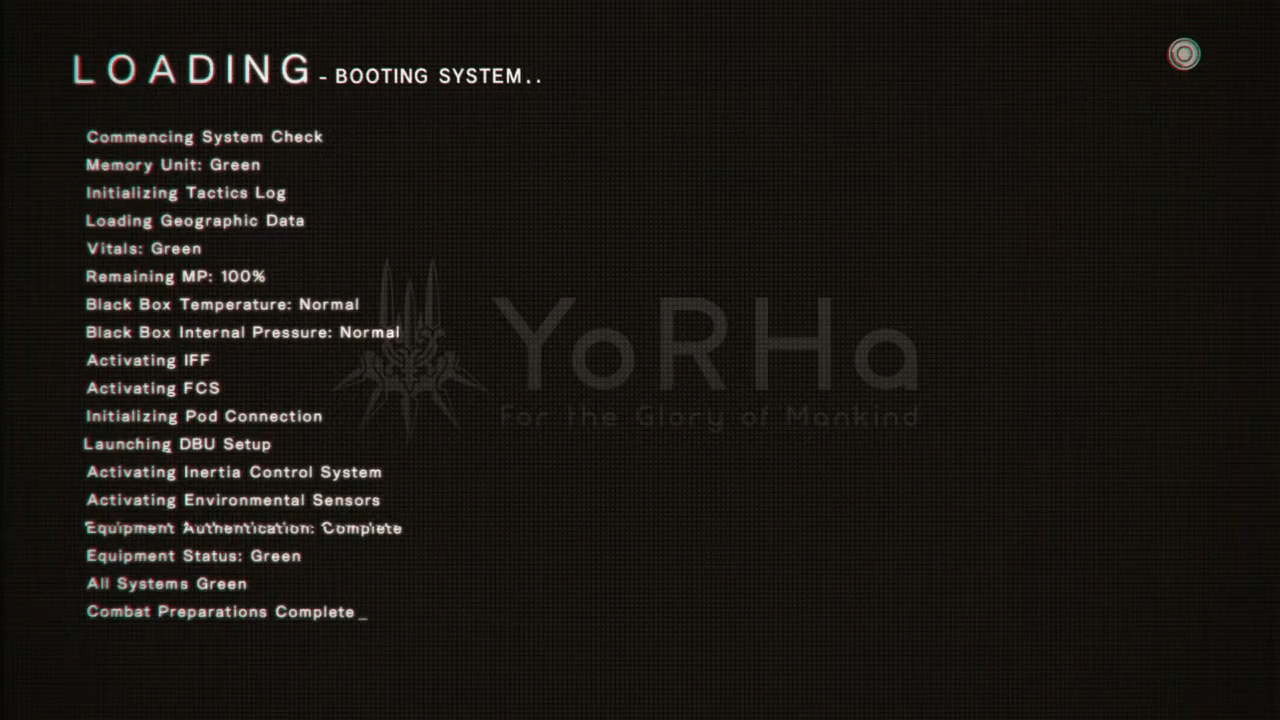 LOADING - BOOTING SYSTEM..
Commencing System Check
Memory Unit: Green
Initializing Tactics Log
Loading Geographic Data
Vitals: Green
Remaining MP: 100%
Black Box Temperature: Normal
Black Box Internal Pressure: Normal
Activating IFF
Activating FCS
Initializing Pod Connection
Launching DBU Setup
Activating Inertia Control System
Activating Environmental Sensors
Equipment Authentication: Complete
Equipment Status: Green
All Systems Green
Combat Preparations Complete_
YoRHa
For the Glory of Mankind